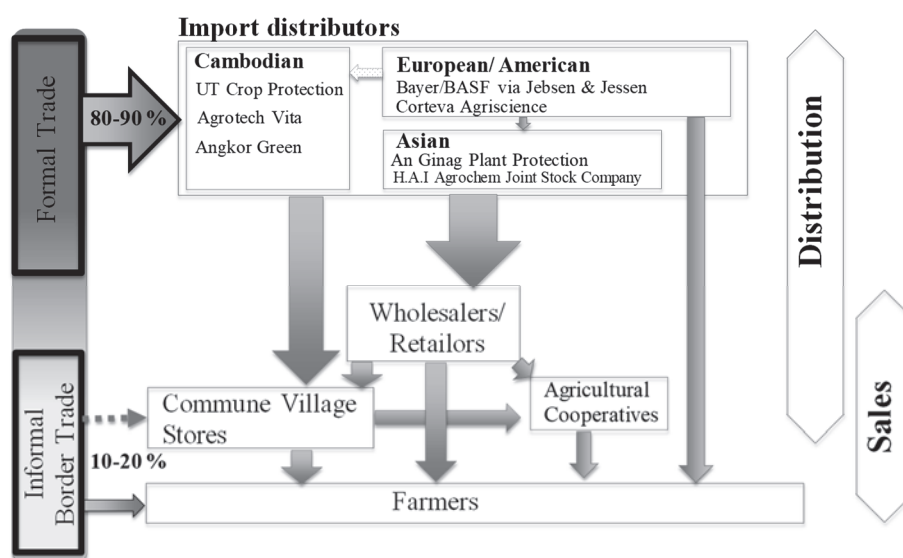 Import distributors
Formal Trade
80-90 %
Cambodian
UT Crop Protection
Agrotech Vita
Angkor Green
European/ American
Bayer/BASF via Jebsen & Jessen
Corteva Agriscience
Asian
An Ginag Plant Protection
H.A.I Agrochem Joint Stock Company
Distribution
Wholesalers/
Retailors
Commune Village
Stores
Agricultural
Cooperatives
Sales
Informal
Border Trade
10-20 %
Farmers